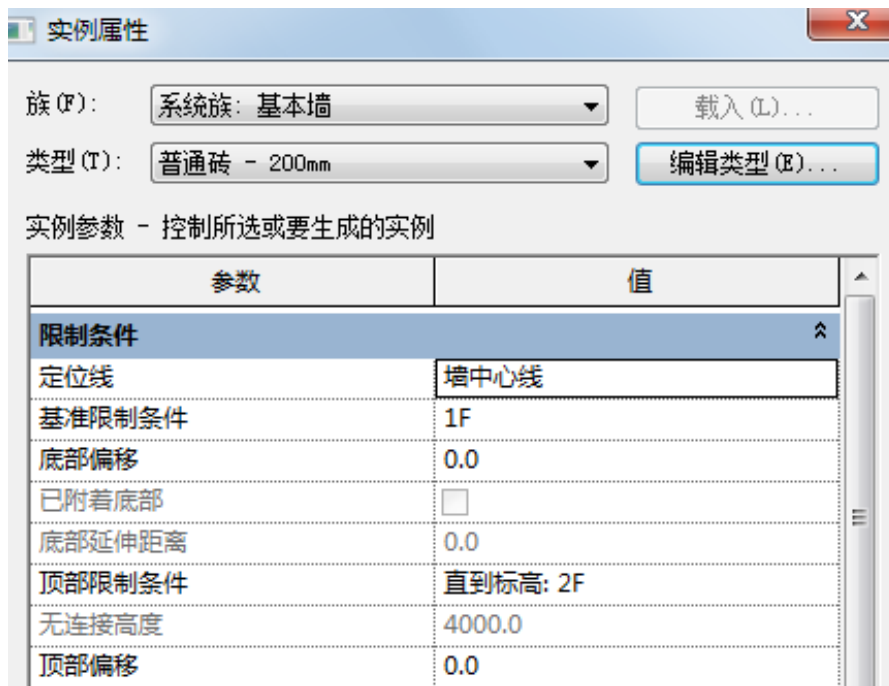 实例属性
族(F): 系统族: 基本墙 载入(L)...
类型(T): 普通砖 - 200mm 编辑类型(E)...
实例参数 - 控制所选或要生成的实例
参数 值
限制条件
定位线 墙中心线
基准限制条件 1F
底部偏移 0.0
已附着底部
底部延伸距离 0.0
顶部限制条件 直到标高: 2F
无连接高度 4000.0
顶部偏移 0.0